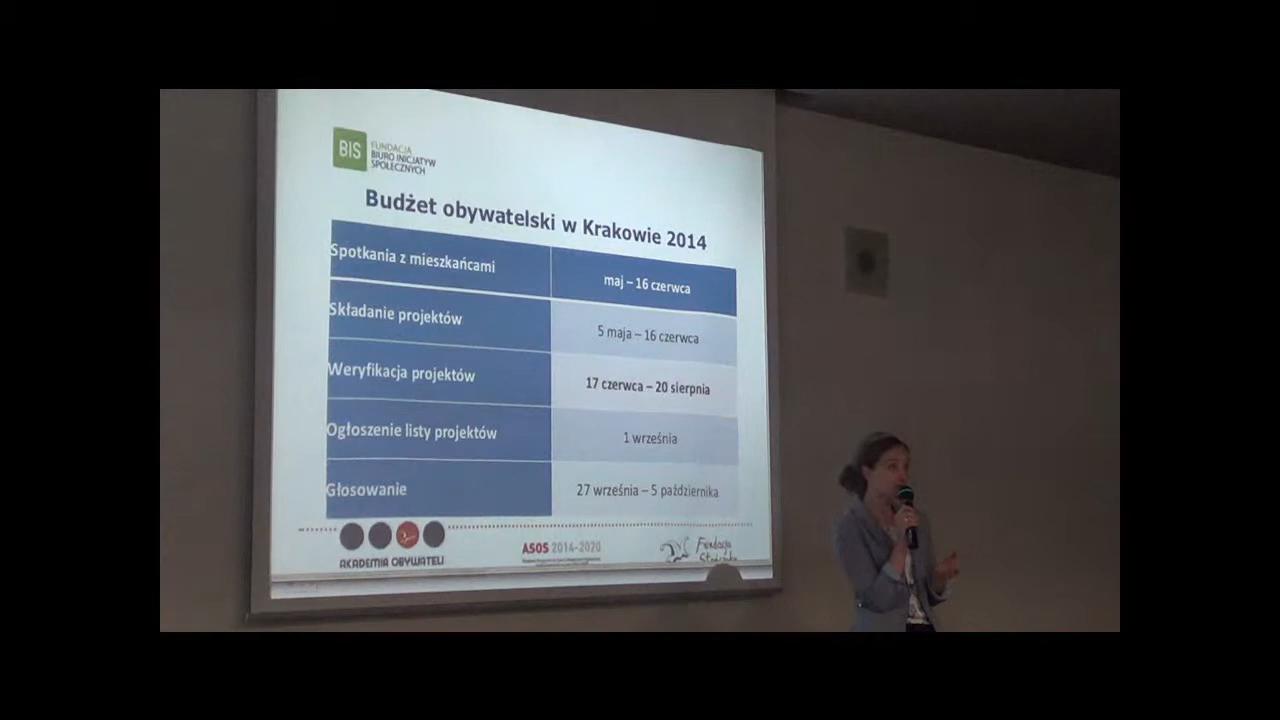 BIS
FUNDACJA
BIURO INICJATYW
SPOŁECZNYCH
Budżet obywatelski w Krakowie 2014
Spotkania z mieszkańcami
maj – 16 czerwca
Składanie projektów
5 maja – 16 czerwca
Weryfikacja projektów
17 czerwca – 20 sierpnia
Ogłoszenie listy projektów
1 września
Głosowanie
27 września – 5 października
AKADEMIA OBYWATELI
ASOS 2014-2020
Fundacja